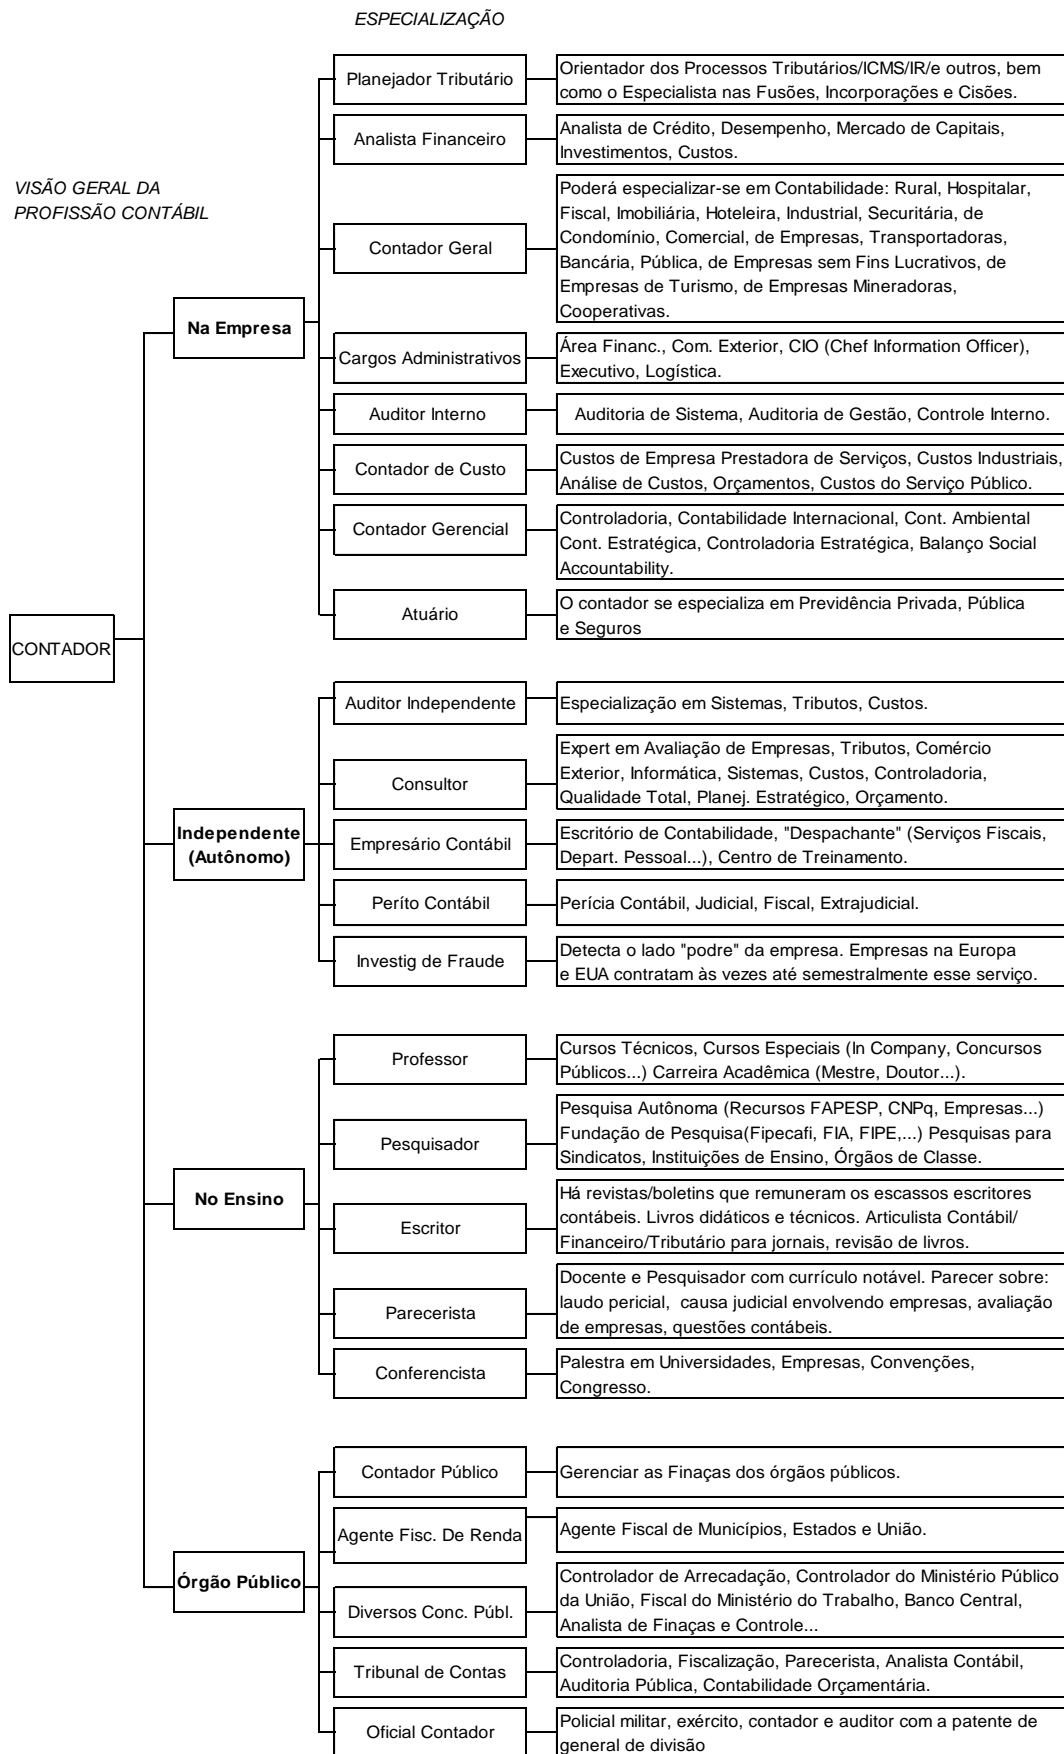 ESPECIALIZAÇÃO
VISÃO GERAL DA
PROFISSÃO CONTÁBIL
CONTADOR
Na Empresa
Planejador Tributário
Orientador dos Processos Tributários/ICMS/IR/e outros, bem
como o Especialista nas Fusões, Incorporações e Cisões.
Analista Financeiro
Analista de Crédito, Desempenho, Mercado de Capitais,
Investimentos, Custos.
Contador Geral
Poderá especializar-se em Contabilidade: Rural, Hospitalar,
Fiscal, Imobiliária, Hoteleira, Industrial, Securitária, de
Condomínio, Comercial, de Empresas, Transportadoras,
Bancária, Pública, de Empresas sem Fins Lucrativos, de
Empresas de Turismo, de Empresas Mineradoras,
Cooperativas.
Cargos Administrativos
Área Financ., Com. Exterior, CIO (Chef Information Officer),
Executivo, Logística.
Auditor Interno
Auditoria de Sistema, Auditoria de Gestão, Controle Interno.
Contador de Custo
Custos de Empresa Prestadora de Serviços, Custos Industriais,
Análise de Custos, Orçamentos, Custos do Serviço Público.
Contador Gerencial
Controladoria, Contabilidade Internacional, Cont. Ambiental
Cont. Estratégica, Controladoria Estratégica, Balanço Social
Accountability.
Atuário
O contador se especializa em Previdência Privada, Pública
e Seguros
Independente
(Autônomo)
Auditor Independente
Especialização em Sistemas, Tributos, Custos.
Consultor
Expert em Avaliação de Empresas, Tributos, Comércio
Exterior, Informática, Sistemas, Custos, Controladoria,
Qualidade Total, Planej. Estratégico, Orçamento.
Empresário Contábil
Escritório de Contabilidade, "Despachante" (Serviços Fiscais,
Depart. Pessoal...), Centro de Treinamento.
Períto Contábil
Perícia Contábil, Judicial, Fiscal, Extrajudicial.
Investig de Fraude
Detecta o lado "podre" da empresa. Empresas na Europa
e EUA contratam às vezes até semestralmente esse serviço.
No Ensino
Professor
Cursos Técnicos, Cursos Especiais (In Company, Concursos
Públicos...) Carreira Acadêmica (Mestre, Doutor...).
Pesquisador
Pesquisa Autônoma (Recursos FAPESP, CNPq, Empresas...)
Fundação de Pesquisa(Fipecafi, FIA, FIPE,...) Pesquisas para
Sindicatos, Instituições de Ensino, Órgãos de Classe.
Escritor
Há revistas/boletins que remuneram os escassos escritores
contábeis. Livros didáticos e técnicos. Articulista Contábil/
Financeiro/Tributário para jornais, revisão de livros.
Parecerista
Docente e Pesquisador com currículo notável. Parecer sobre:
laudo pericial, causa judicial envolvendo empresas, avaliação
de empresas, questões contábeis.
Conferencista
Palestra em Universidades, Empresas, Convenções,
Congresso.
Órgão Público
Contador Público
Gerenciar as Finaças dos órgãos públicos.
Agente Fisc. De Renda
Agente Fiscal de Municípios, Estados e União.
Diversos Conc. Públ.
Controlador de Arrecadação, Controlador do Ministério Público
da União, Fiscal do Ministério do Trabalho, Banco Central,
Analista de Finaças e Controle...
Tribunal de Contas
Controladoria, Fiscalização, Parecerista, Analista Contábil,
Auditoria Pública, Contabilidade Orçamentária.
Oficial Contador
Policial militar, exército, contador e auditor com a patente de
general de divisão